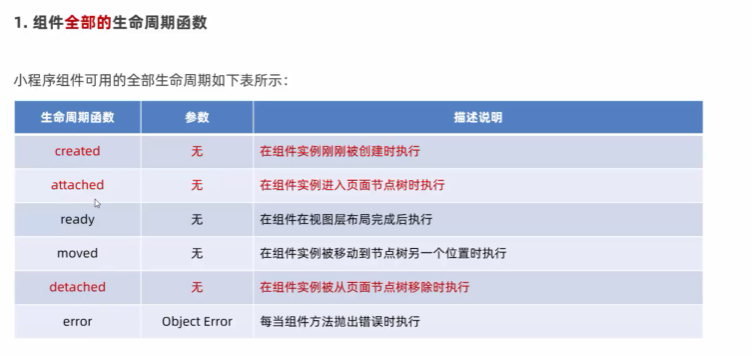 1. 组件全部的生命周期函数
小程序组件可用的全部生命周期如下表所示：
生命周期函数 参数 描述说明
created 无 在组件实例刚刚被创建时执行
attached 无 在组件实例进入页面节点树时执行
ready 无 在组件在视图层布局完成后执行
moved 无 在组件实例被移动到节点树另一个位置时执行
detached 无 在组件实例被从页面节点树移除时执行
error Object Error 每当组件方法抛出错误时执行